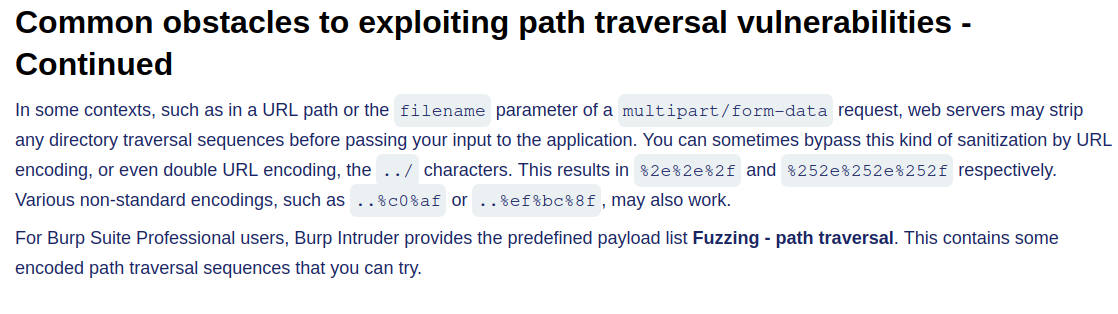 Common obstacles to exploiting path traversal vulnerabilities -
Continued
In some contexts, such as in a URL path or the filename parameter of a multipart/form-data request, web servers may strip
any directory traversal sequences before passing your input to the application. You can sometimes bypass this kind of sanitization by URL
encoding, or even double URL encoding, the ../ characters. This results in %2e%2e%2f and %252e%252e%252f respectively.
Various non-standard encodings, such as ..%c0%af or ..%ef%bc%8f, may also work.
For Burp Suite Professional users, Burp Intruder provides the predefined payload list Fuzzing - path traversal. This contains some
encoded path traversal sequences that you can try.